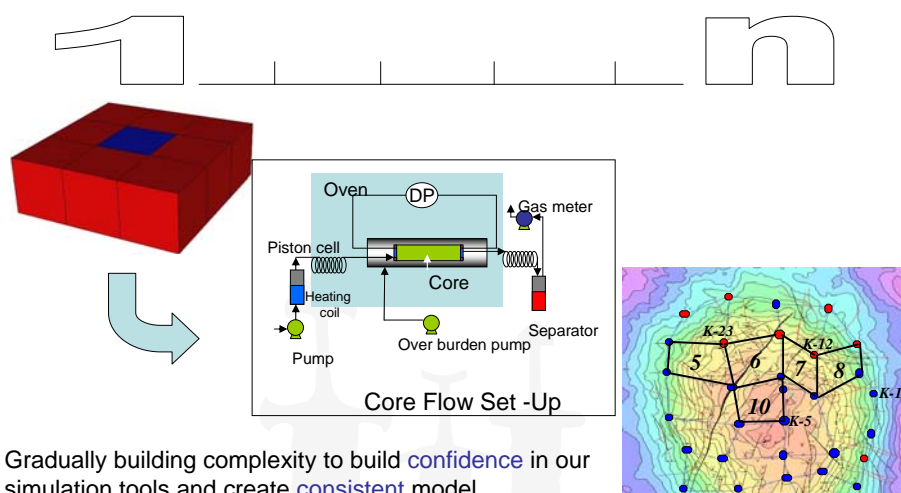 1 n
Oven
DP
Gas meter
Piston cell
Core
Heating
coil
Separator
Pump
Over burden pump
Core Flow Set -Up
K-23
K-12
5
6
7
8
10
K-1
K-5
Gradually building complexity to build confidence in our
simulation tools and create consistent model